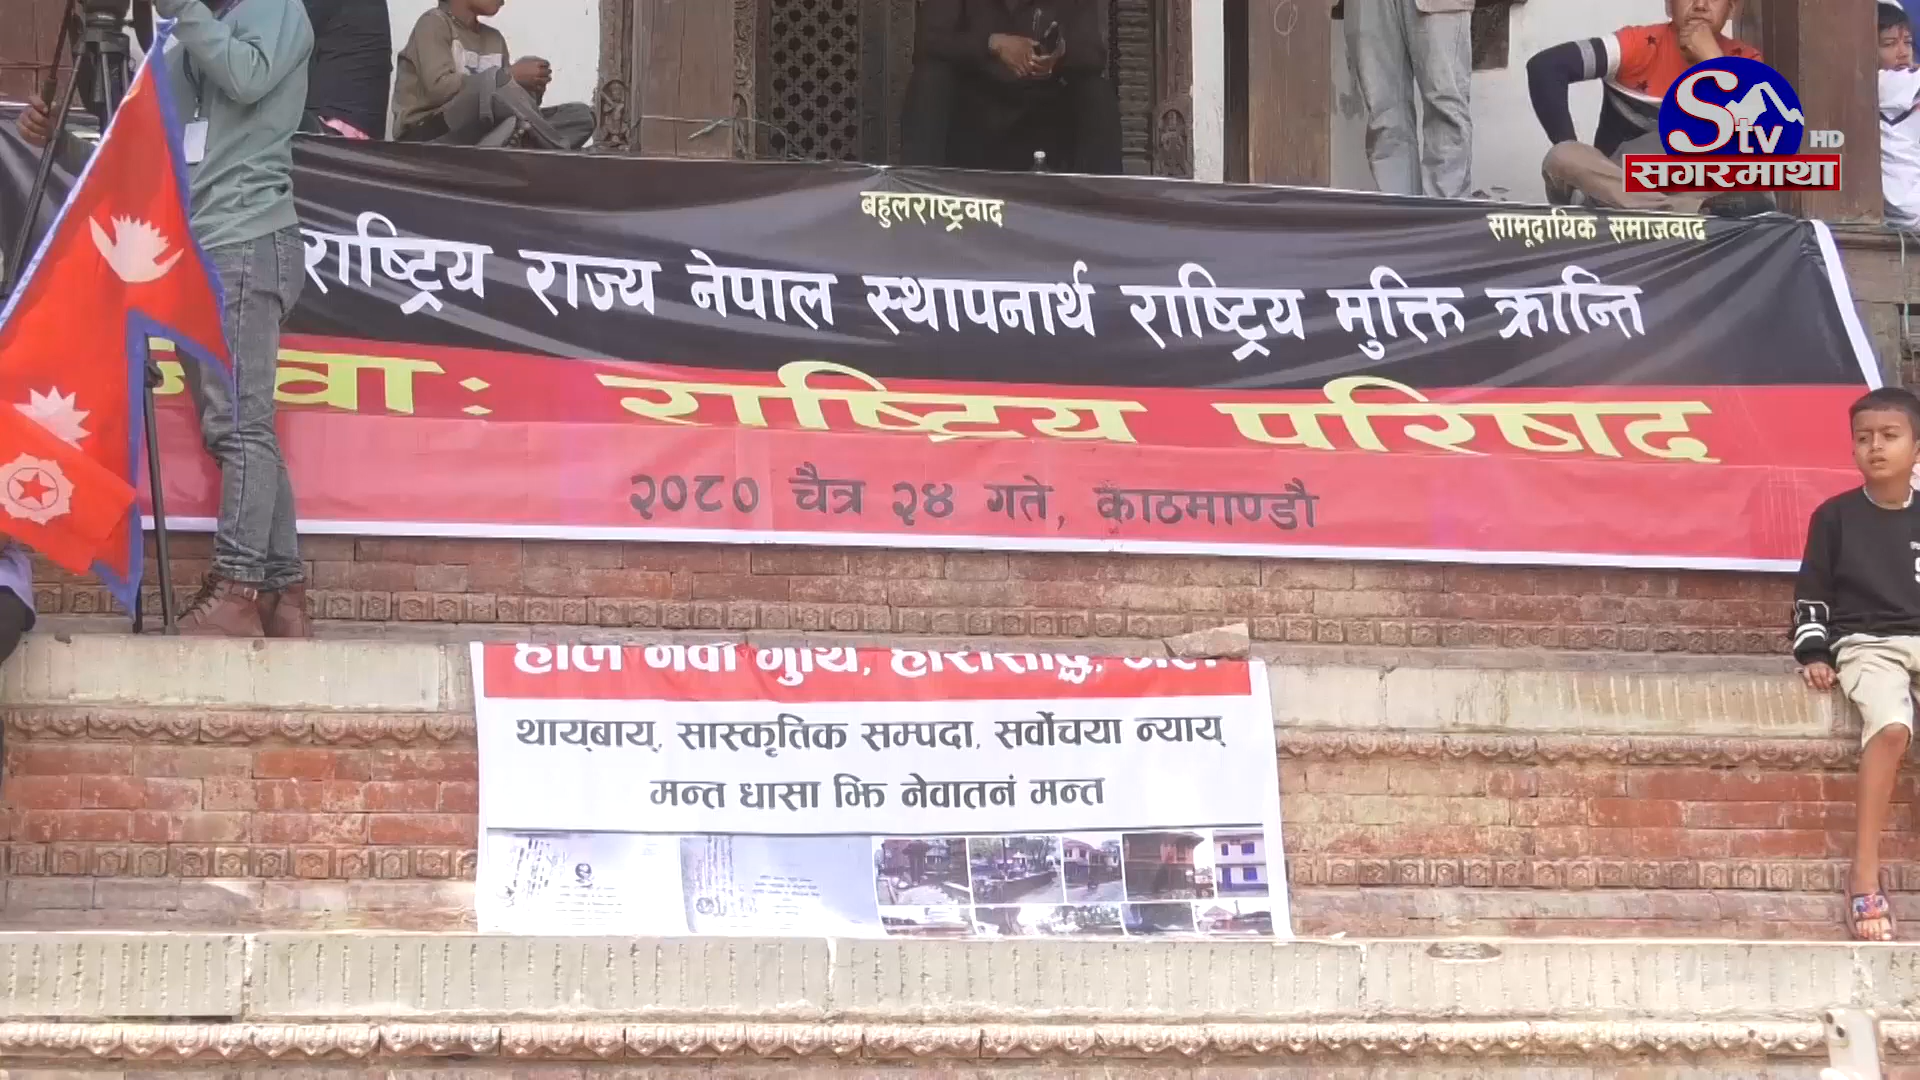 STV HD
सगरमाथा
बहुलराष्ट्रवाद
सामूदायिक समाजवाद
राष्ट्रिय राज्य नेपाल स्थापनार्थ राष्ट्रिय मुक्ति क्रान्ति
राष्ट्रिय परिषद
२०८० चैत्र २४ गते, काठमाण्डौ
थाय्‌बाय्, सास्कृतिक सम्पदा, सर्वोचया न्याय्
मन्त धासा झि नेवातनं मन्त